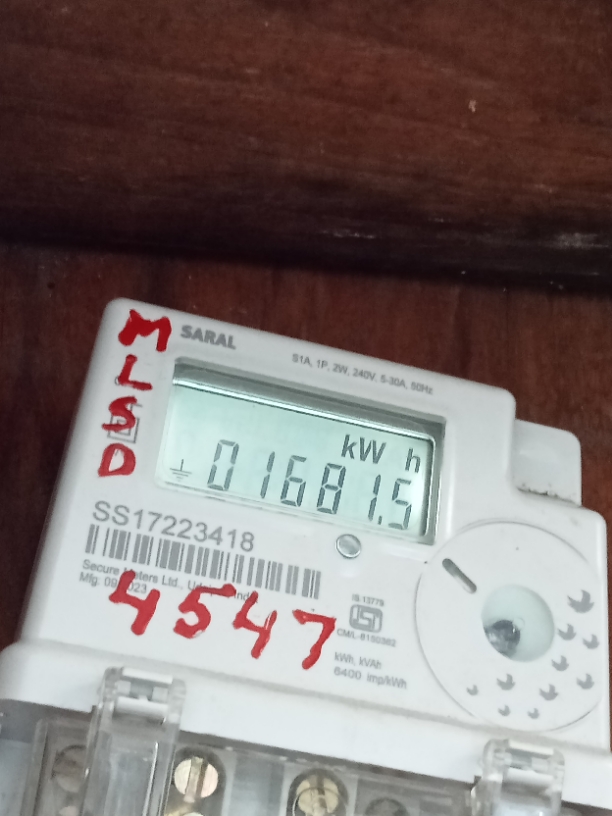 M
L
S
D
SARAL
S1A, 1P, 2W, 240V, 5-30A, 50Hz
kW h
01681.5
SS17223418
Secure Meters Ltd.,
Mfg. 09
4547
IS 13779
kWh, kVAh
6400 imp/kWh